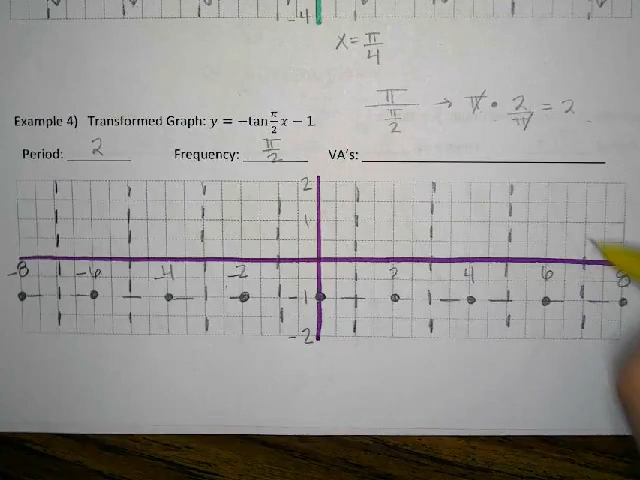 -4
x = π/4
π / (π/2) → π · 2/π = 2
Example 4) Transformed Graph: y = −tan π/2 x − 1
Period: 2 Frequency: π/2 VA's:
2
1
-8 -6 -4 -2 2 4 6 8
-1
-2